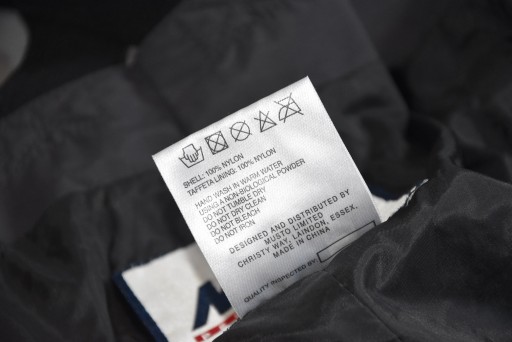 SHELL: 100% NYLON
TAFFETA LINING: 100% NYLON
HAND WASH IN WARM WATER
USING A NON-BIOLOGICAL POWDER
DO NOT TUMBLE DRY
DO NOT DRY CLEAN
DO NOT BLEACH
DO NOT IRON
DESIGNED AND DISTRIBUTED BY
MUSTO LIMITED
CHRISTY WAY, LAINDON, ESSEX.
MADE IN CHINA
QUALITY INSPECTED BY: